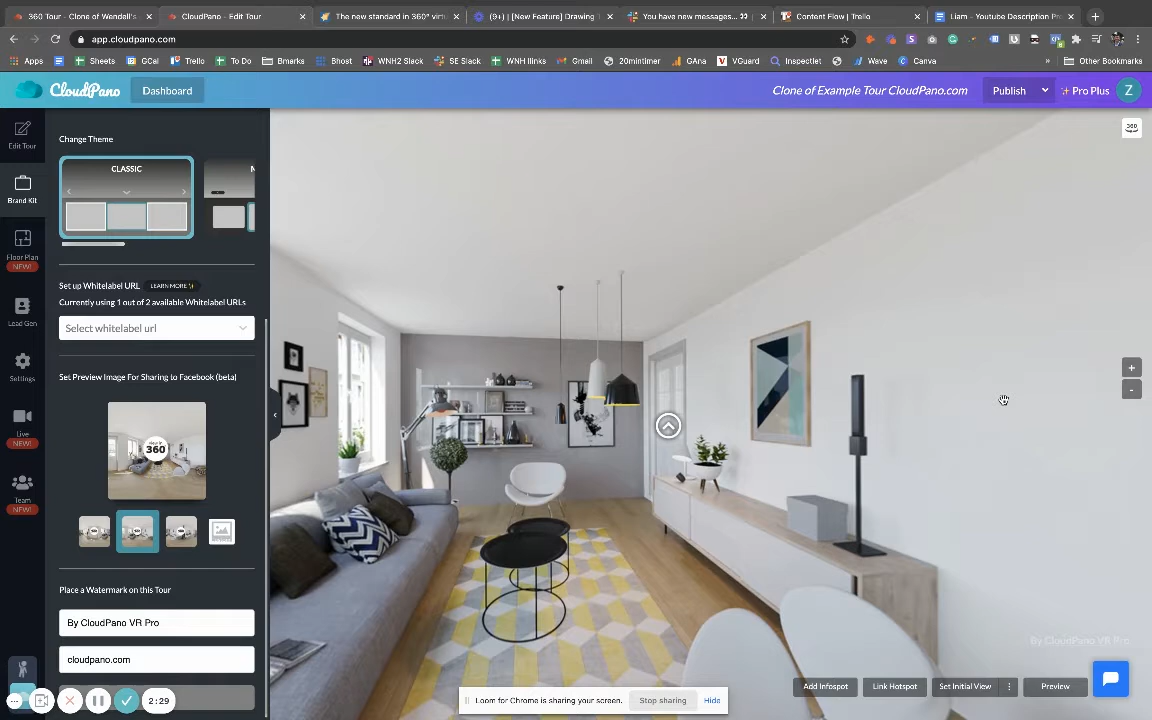 360 Tour - Clone of Wendell's
CloudPano - Edit Tour
The new standard in 360° virtu
(9+) | [New Feature] Drawing T
You have new messages...
Content Flow | Trello
Liam - Youtube Description Pr
app.cloudpano.com
Apps
Sheets
GCal
Trello
To Do
Bmarks
Bhost
WNH2 Slack
SE Slack
WNH llinks
Gmail
20mintimer
GAna
VGuard
Inspectlet
Wave
Canva
»
Other Bookmarks
CloudPano
Dashboard
Clone of Example Tour CloudPano.com
Publish
Pro Plus
Z
Edit Tour
Brand Kit
Floor Plan
NEW!
Lead Gen
Settings
Live
NEW!
Team
NEW!
Change Theme
CLASSIC
Set up Whitelabel URL
LEARN MORE
Currently using 1 out of 2 available Whitelabel URLs
Select whitelabel url
Set Preview Image For Sharing to Facebook (beta)
VIEW IN
360
Place a Watermark on this Tour
By CloudPano VR Pro
cloudpano.com
2:29
360
+
-
By CloudPano VR Pro
Add Infospot
Link Hotspot
Set Initial View
Preview
Loom for Chrome is sharing your screen.
Stop sharing
Hide